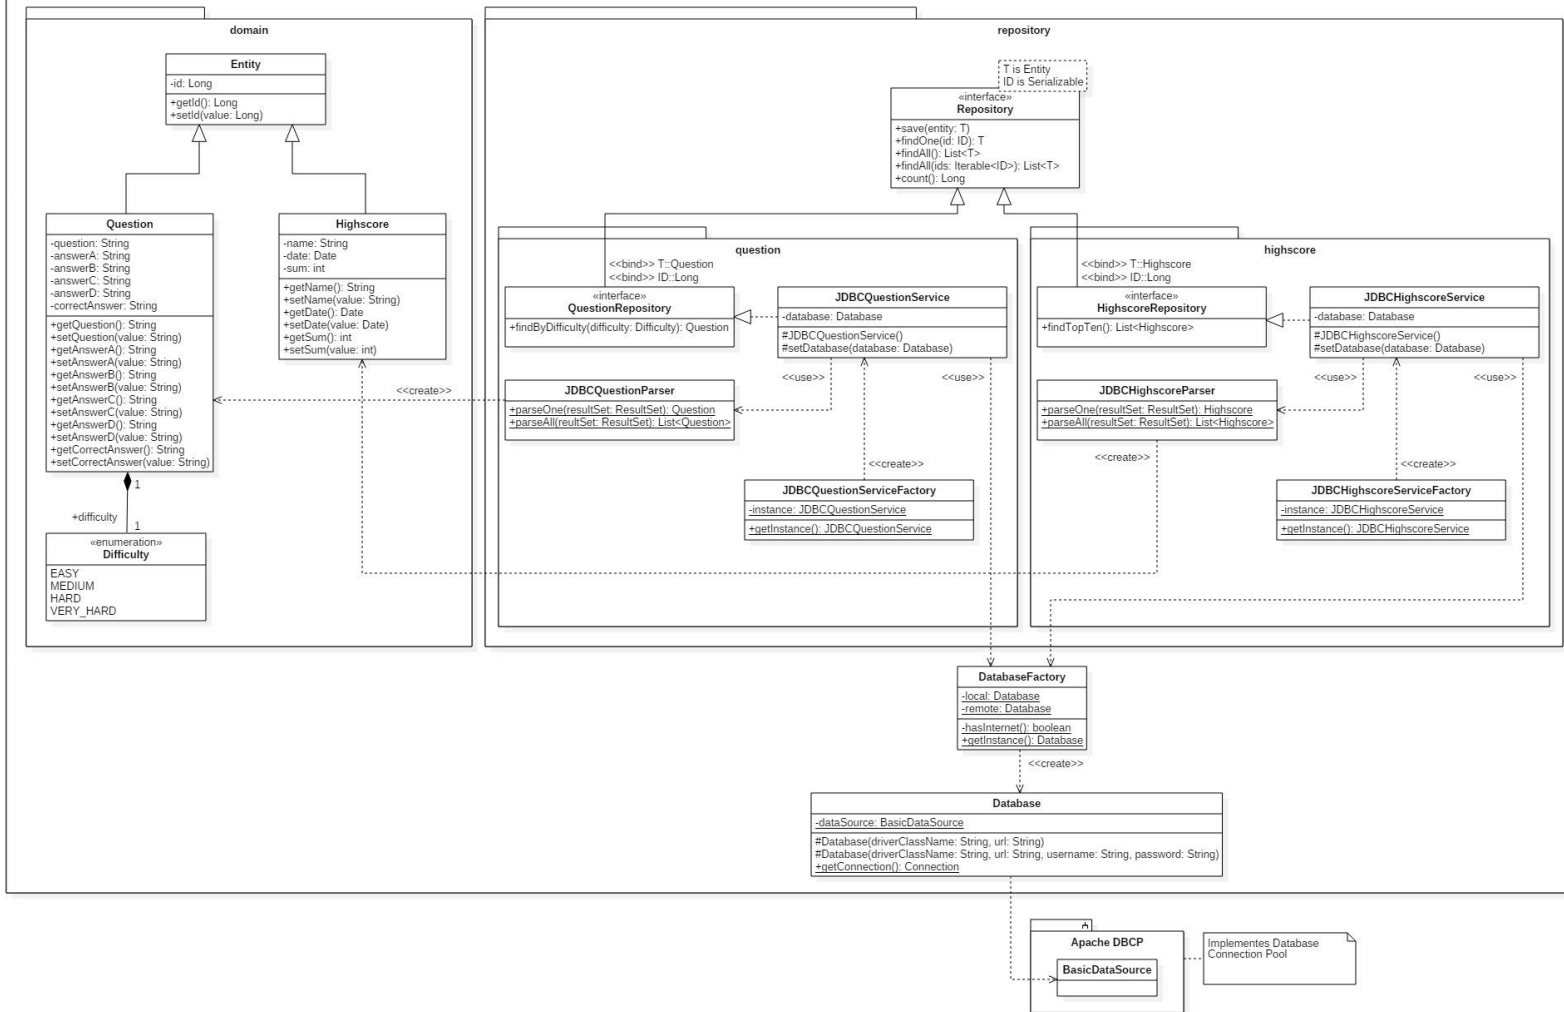 domain
Entity
-id: Long
+getId(): Long
+setId(value: Long)
Question
-question: String
-answerA: String
-answerB: String
-answerC: String
-answerD: String
-correctAnswer: String
+getQuestion(): String
+setQuestion(value: String)
+getAnswerA(): String
+setAnswerA(value: String)
+getAnswerB(): String
+setAnswerB(value: String)
+getAnswerC(): String
+setAnswerC(value: String)
+getAnswerD(): String
+setAnswerD(value: String)
+getCorrectAnswer(): String
+setCorrectAnswer(value: String)
Highscore
-name: String
-date: Date
-sum: int
+getName(): String
+setName(value: String)
+getDate(): Date
+setDate(value: Date)
+getSum(): int
+setSum(value: int)
1
+difficulty
1
«enumeration»
Difficulty
EASY
MEDIUM
HARD
VERY_HARD
<<create>>
repository
T is Entity
ID is Serializable
«interface»
Repository
+save(entity: T)
+findOne(id: ID): T
+findAll(): List<T>
+findAll(ids: Iterable<ID>): List<T>
+count(): Long
question
<<bind>> T::Question
<<bind>> ID::Long
«interface»
QuestionRepository
+findByDifficulty(difficulty: Difficulty): Question
JDBCQuestionService
-database: Database
#JDBCQuestionService()
#setDatabase(database: Database)
<<use>>
<<use>>
JDBCQuestionParser
+parseOne(resultSet: ResultSet): Question
+parseAll(reultSet: ResultSet): List<Question>
<<create>>
JDBCQuestionServiceFactory
-instance: JDBCQuestionService
+getInstance(): JDBCQuestionService
highscore
<<bind>> T::Highscore
<<bind>> ID::Long
«interface»
HighscoreRepository
+findTopTen(): List<Highscore>
JDBCHighscoreService
-database: Database
#JDBCHighscoreService()
#setDatabase(database: Database)
<<use>>
<<use>>
JDBCHighscoreParser
+parseOne(resultSet: ResultSet): Highscore
+parseAll(reultSet: ResultSet): List<Highscore>
<<create>>
<<create>>
JDBCHighscoreServiceFactory
-instance: JDBCHighscoreService
+getInstance(): JDBCHighscoreService
DatabaseFactory
-local: Database
-remote: Database
-hasInternet(): boolean
+getInstance(): Database
<<create>>
Database
-dataSource: BasicDataSource
#Database(driverClassName: String, url: String)
#Database(driverClassName: String, url: String, username: String, password: String)
+getConnection(): Connection
Apache DBCP
BasicDataSource
Implementes Database
Connection Pool